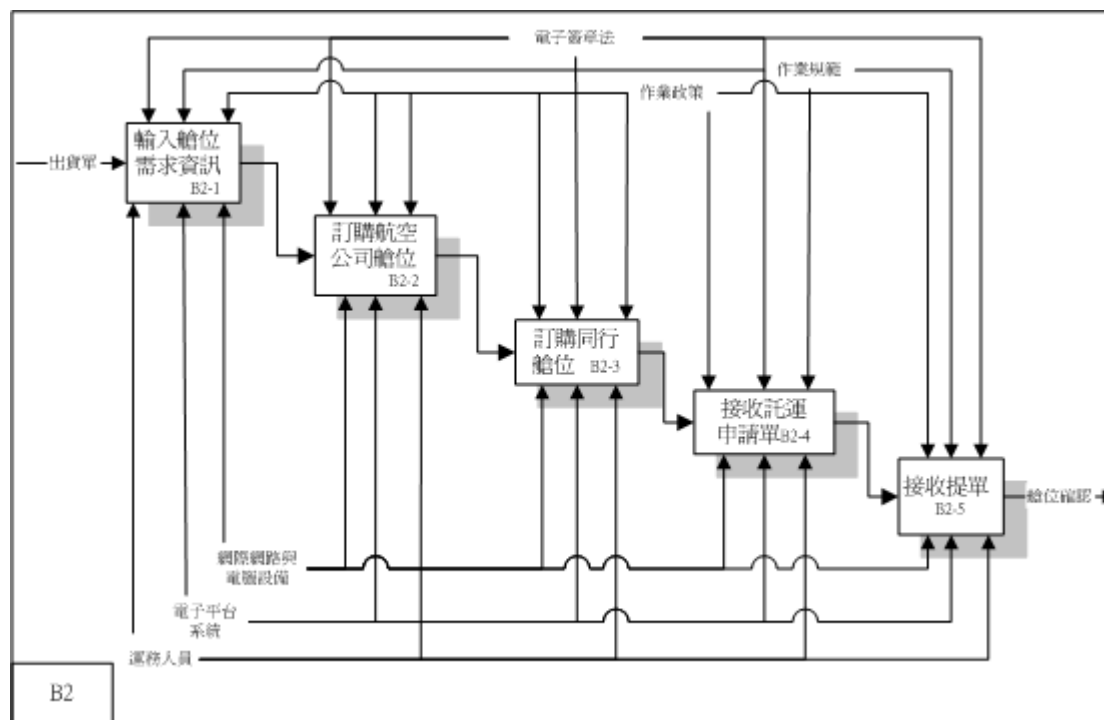 電子簽章法
作業規範
作業政策
輸入艙位
需求資訊
B2-1
出貨單
訂購航空
公司艙位
B2-2
訂購同行
艙位 B2-3
接收託運
申請單B2-4
接收提單
B2-5
艙位確認
網際網路與
電腦設備
電子平台
系統
運務人員
B2